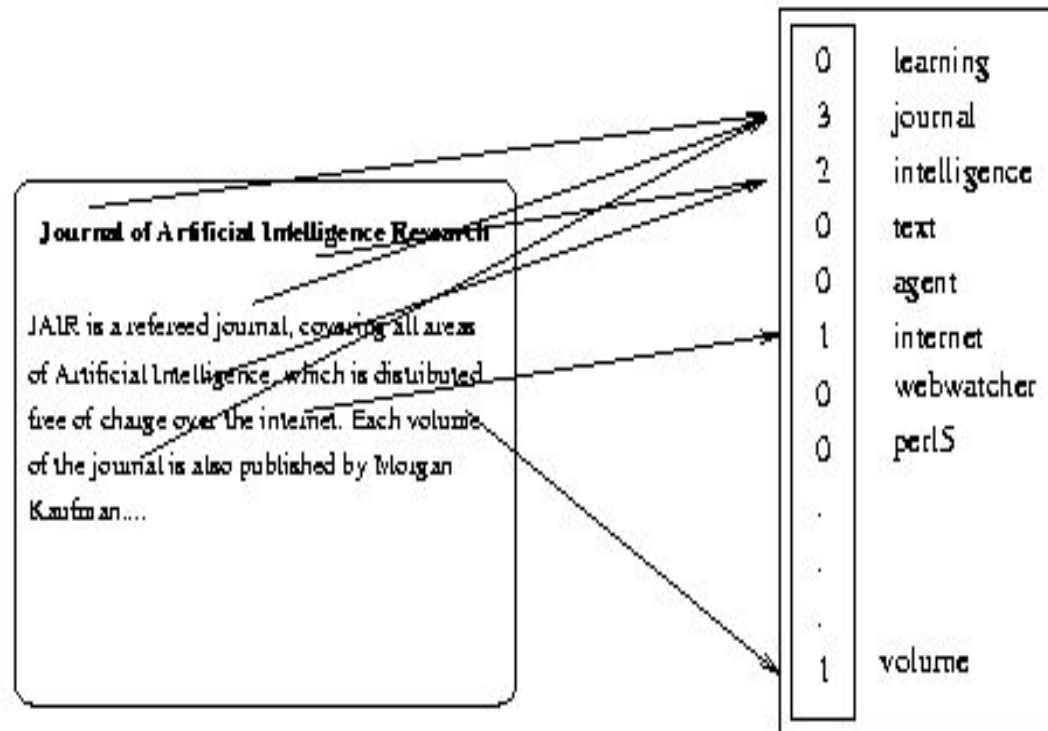 Journal of Artificial Intelligence Research
JAIR is a refereed journal, covering all areas
of Artificial Intelligence, which is distributed
free of charge over the internet. Each volume
of the journal is also published by Morgan
Kaufman....
0 learning
3 journal
2 intelligence
0 text
0 agent
1 internet
0 webwatcher
0 perl5
.
.
.
1 volume